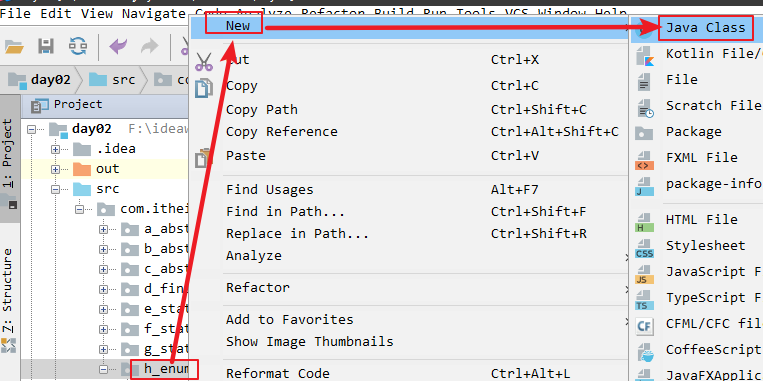 File Edit View Navigate Code Analyze Refactor Build Run Tools VCS Window Help
day02 src co
Project
1: Project
7: Structure
day02 F:\ideaw
.idea
out
src
com.ithei
a_abst
b_abst
c_abst
d_fin
e_stat
f_stat
g_stat
h_enum
New
Cut Ctrl+X
Copy Ctrl+C
Copy Path Ctrl+Shift+C
Copy Reference Ctrl+Alt+Shift+C
Paste Ctrl+V
Find Usages Alt+F7
Find in Path... Ctrl+Shift+F
Replace in Path... Ctrl+Shift+R
Analyze
Refactor
Add to Favorites
Show Image Thumbnails
Reformat Code Ctrl+Alt+L
Java Class
Kotlin File/
File
Scratch File
Package
FXML File
package-info
HTML File
Stylesheet
JavaScript F
TypeScript F
CFML/CFC fil
CoffeeScript
JavaFXApplic